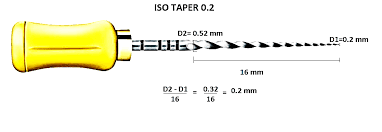 ISO TAPER 0.2
D2= 0.52 mm
D1=0.2 mm
16 mm
D2 - D1 = 0.32 = 0.2 mm
16 16